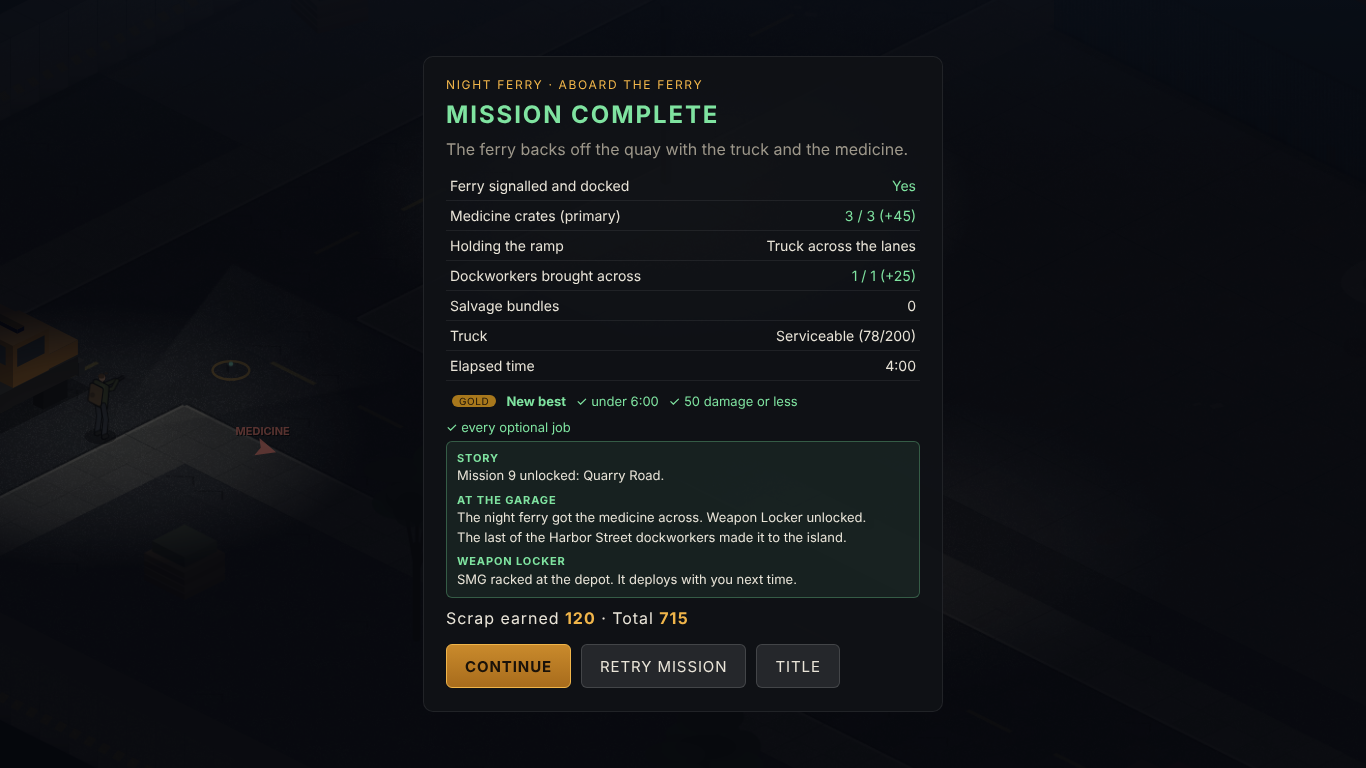 NIGHT FERRY · ABOARD THE FERRY
MISSION COMPLETE
The ferry backs off the quay with the truck and the medicine.
Ferry signalled and docked Yes
Medicine crates (primary) 3 / 3 (+45)
Holding the ramp Truck across the lanes
Dockworkers brought across 1 / 1 (+25)
Salvage bundles 0
Truck Serviceable (78/200)
Elapsed time 4:00
GOLD New best ✓ under 6:00 ✓ 50 damage or less
✓ every optional job
MEDICINE
STORY
Mission 9 unlocked: Quarry Road.
AT THE GARAGE
The night ferry got the medicine across. Weapon Locker unlocked.
The last of the Harbor Street dockworkers made it to the island.
WEAPON LOCKER
SMG racked at the depot. It deploys with you next time.
Scrap earned 120 · Total 715
CONTINUE RETRY MISSION TITLE